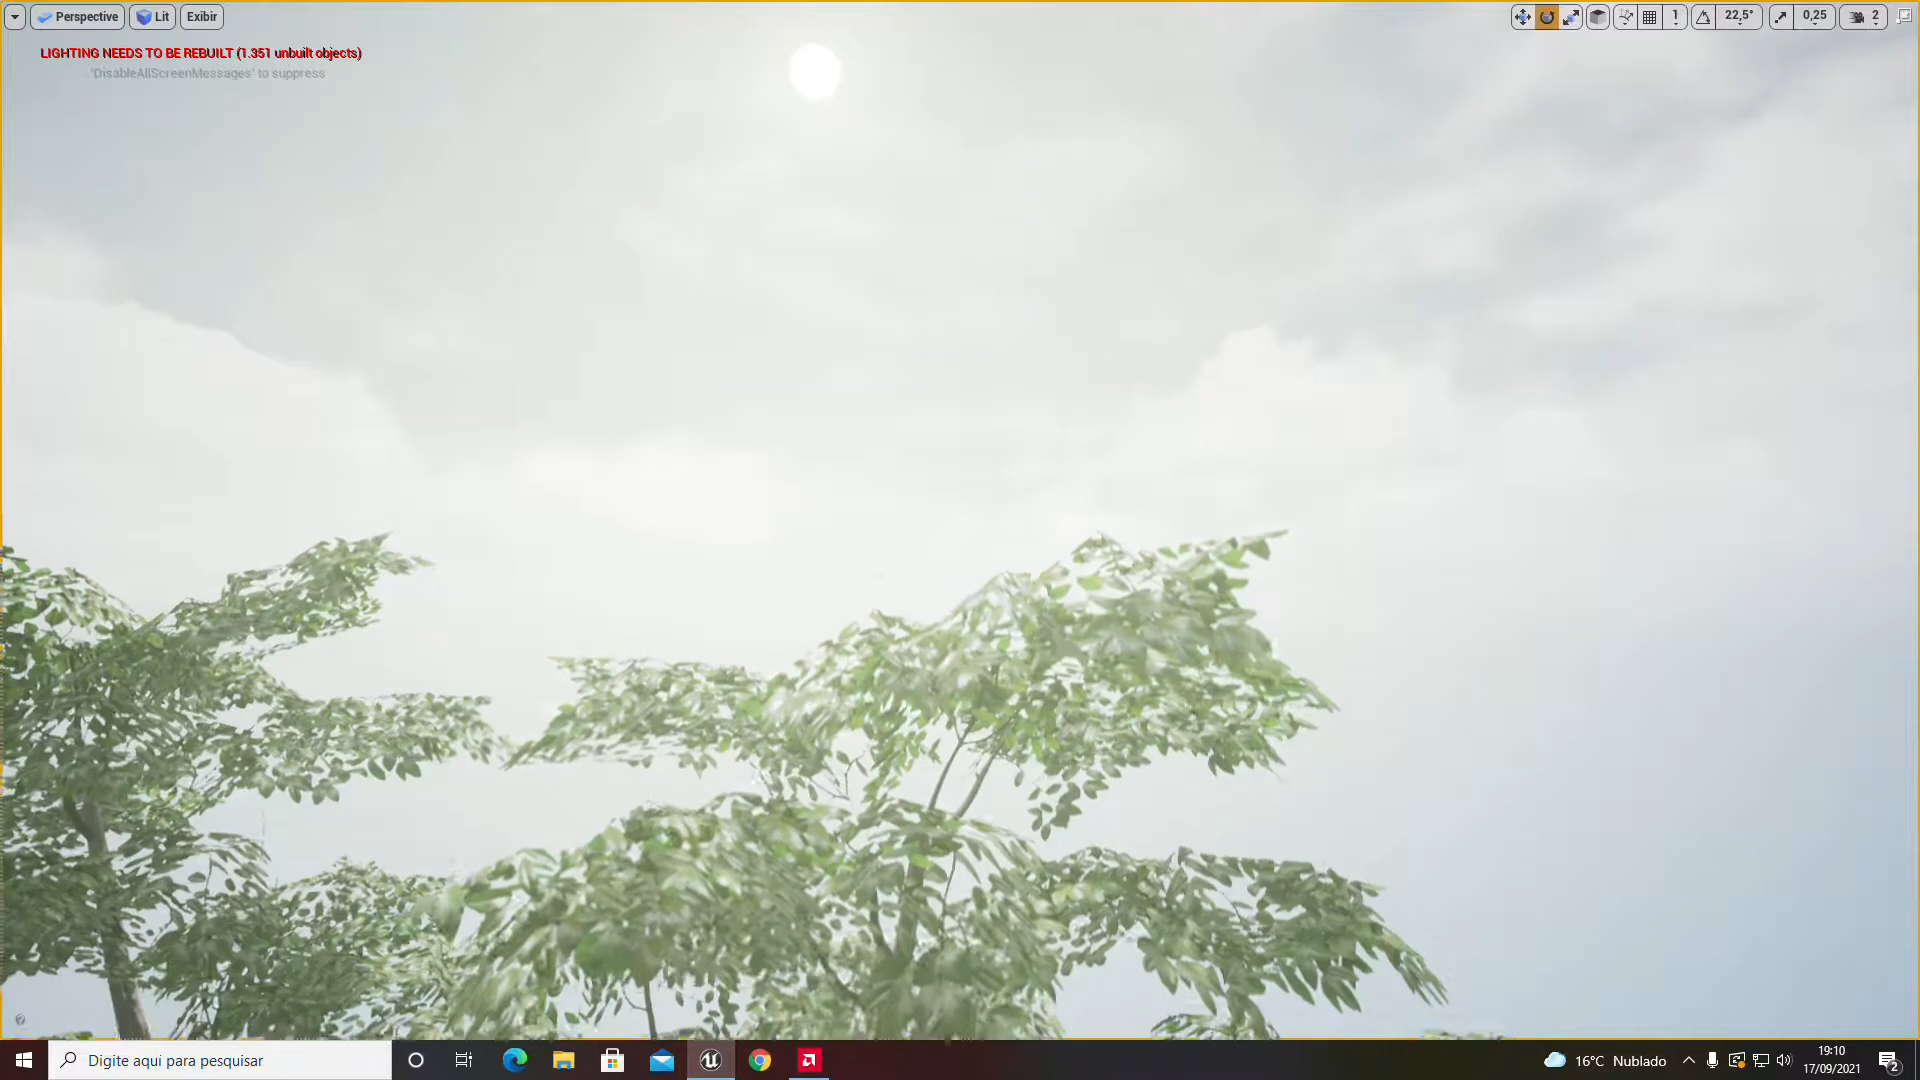 Perspective Lit Exibir 1 22,5° 0,25 2
LIGHTING NEEDS TO BE REBUILT (1.351 unbuilt objects)
'DisableAllScreenMessages' to suppress
?
Digite aqui para pesquisar
16°C Nublado
19:10
17/09/2021
2